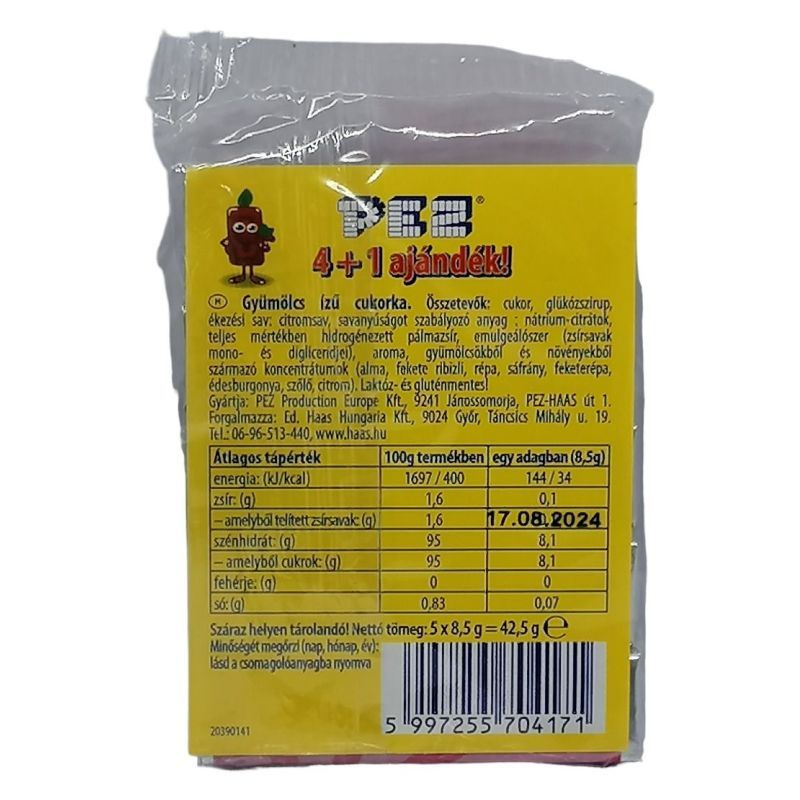 PEZ®
4 + 1 ajándék!
H Gyümölcs ízű cukorka. Összetevők: cukor, glükózszirup,
ékezési sav: citromsav, savanyúságot szabályozó anyag : nátrium-citrátok,
teljes mértékben hidrogénezett pálmazsír, emulgeálószer (zsírsavak
mono- és digliceridjei), aroma, gyümölcsökből és növényekből
származó koncentrátumok (alma, fekete ribizli, répa, sáfrány, feketerépa,
édesburgonya, szőlő, citrom). Laktóz- és gluténmentes!
Gyártja: PEZ Production Europe Kft., 9241 Jánossomorja, PEZ-HAAS út 1.
Forgalmazza: Ed. Haas Hungaria Kft., 9024 Győr, Táncsics Mihály u. 19.
Tel.: 06-96-513-440, www.haas.hu
Átlagos tápérték 100g termékben egy adagban (8,5g)
energia: (kJ/kcal) 1697 / 400 144 / 34
zsír: (g) 1,6 0,1
– amelyből telített zsírsavak: (g) 1,6 17.08.2024
szénhidrát: (g) 95 8,1
– amelyből cukrok: (g) 95 8,1
fehérje: (g) 0 0
só: (g) 0,83 0,07
Száraz helyen tárolandó! Nettó tömeg: 5 x 8,5 g = 42,5 g ℮
Minőségét megőrzi (nap, hónap, év):
lásd a csomagolóanyagba nyomva
20390141
5 997255 704171